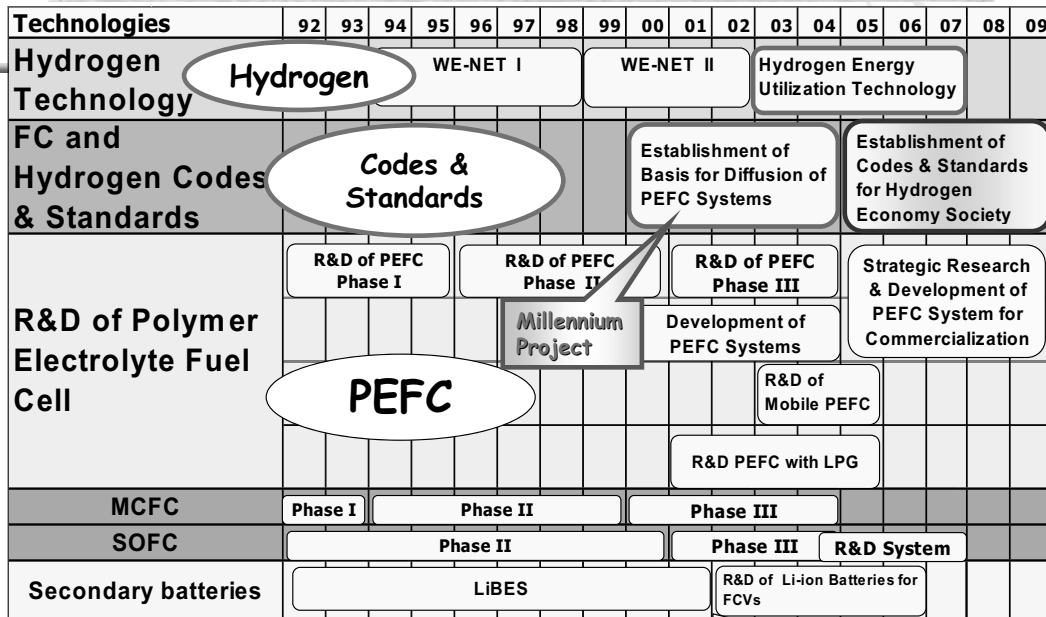 Technologies 92 93 94 95 96 97 98 99 00 01 02 03 04 05 06 07 08 09
Hydrogen
Technology
Hydrogen
WE-NET I
WE-NET II
Hydrogen Energy
Utilization Technology
FC and
Hydrogen Codes
& Standards
Codes &
Standards
Establishment of
Basis for Diffusion of
PEFC Systems
Establishment of
Codes & Standards
for Hydrogen
Economy Society
R&D of Polymer
Electrolyte Fuel
Cell
R&D of PEFC
Phase I
R&D of PEFC
Phase II
R&D of PEFC
Phase III
Strategic Research
& Development of
PEFC System for
Commercialization
Millennium
Project
Development of
PEFC Systems
PEFC
R&D of
Mobile PEFC
R&D PEFC with LPG
MCFC
Phase I
Phase II
Phase III
SOFC
Phase II
Phase III
R&D System
Secondary batteries
LiBES
R&D of Li-ion Batteries for
FCVs